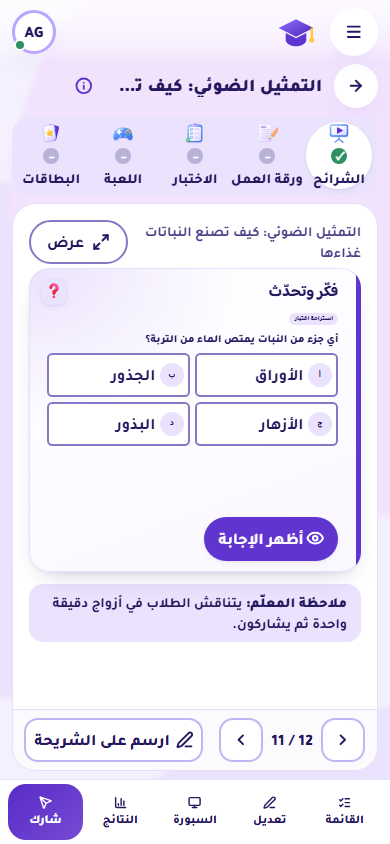 AG
التمثيل الضوئي: كيف تـ...
الشرائح
ورقة العمل
الاختبار
اللعبة
البطاقات
التمثيل الضوئي: كيف تصنع النباتات
غذاءها
عرض
فكّر وتحدّث
استراحة اختبار
أي جزء من النبات يمتص الماء من التربة؟
أ الأوراق
ب الجذور
ج الأزهار
د البذور
أظهر الإجابة
ملاحظة المعلّم: يتناقش الطلاب في أزواج دقيقة
واحدة ثم يشاركون.
11 / 12
ارسم على الشريحة
القائمة
تعديل
السبورة
النتائج
شارك